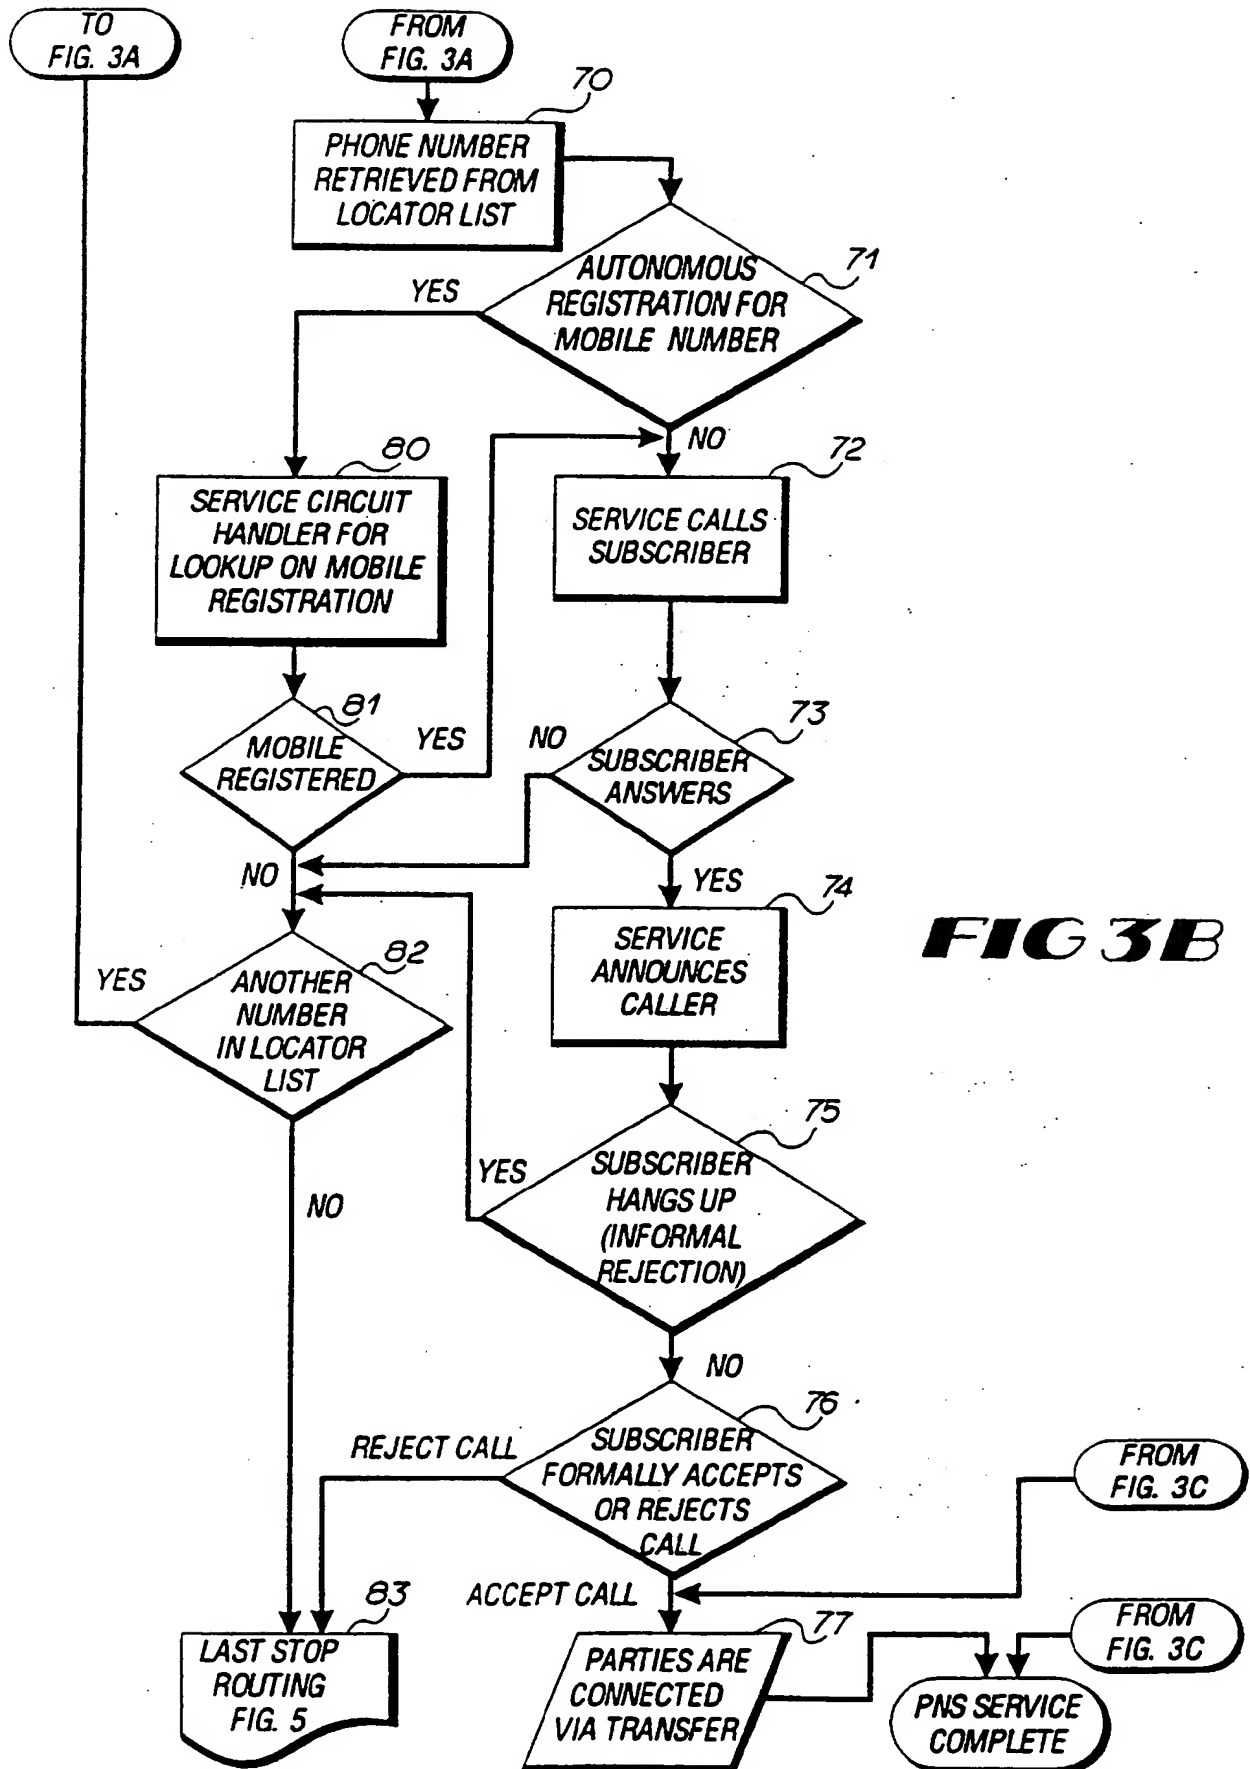 TO
FIG. 3A
FROM
FIG. 3A
70
PHONE NUMBER
RETRIEVED FROM
LOCATOR LIST
71
AUTONOMOUS
REGISTRATION FOR
MOBILE NUMBER
YES
NO
80
SERVICE CIRCUIT
HANDLER FOR
LOOKUP ON MOBILE
REGISTRATION
72
SERVICE CALLS
SUBSCRIBER
81
MOBILE
REGISTERED
YES
NO
73
SUBSCRIBER
ANSWERS
NO
YES
74
SERVICE
ANNOUNCES
CALLER
FIG 3B
82
ANOTHER
NUMBER
IN LOCATOR
LIST
YES
NO
75
SUBSCRIBER
HANGS UP
(INFORMAL
REJECTION)
YES
NO
76
SUBSCRIBER
FORMALLY ACCEPTS
OR REJECTS
CALL
REJECT CALL
ACCEPT CALL
FROM
FIG. 3C
83
LAST STOP
ROUTING
FIG. 5
77
PARTIES ARE
CONNECTED
VIA TRANSFER
FROM
FIG. 3C
PNS SERVICE
COMPLETE